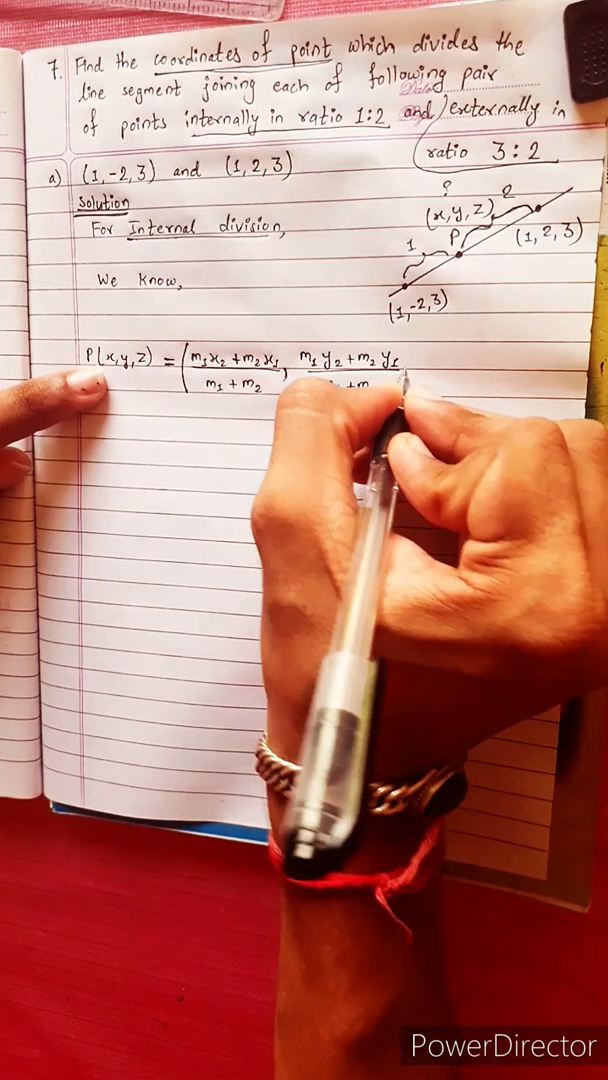 7. Find the coordinates of point which divides the
line segment joining each of following pair
of points internally in ratio 1:2 and externally in
ratio 3:2
a) (1,-2,3) and (1,2,3)
Solution
For Internal division,
We know,
?
2
(x,y,z)
1
P
(1,2,3)
(1,-2,3)
P(x,y,z) = (m₁x₂+m₂x₁/m₁+m₂, m₁y₂+m₂y₁
PowerDirector